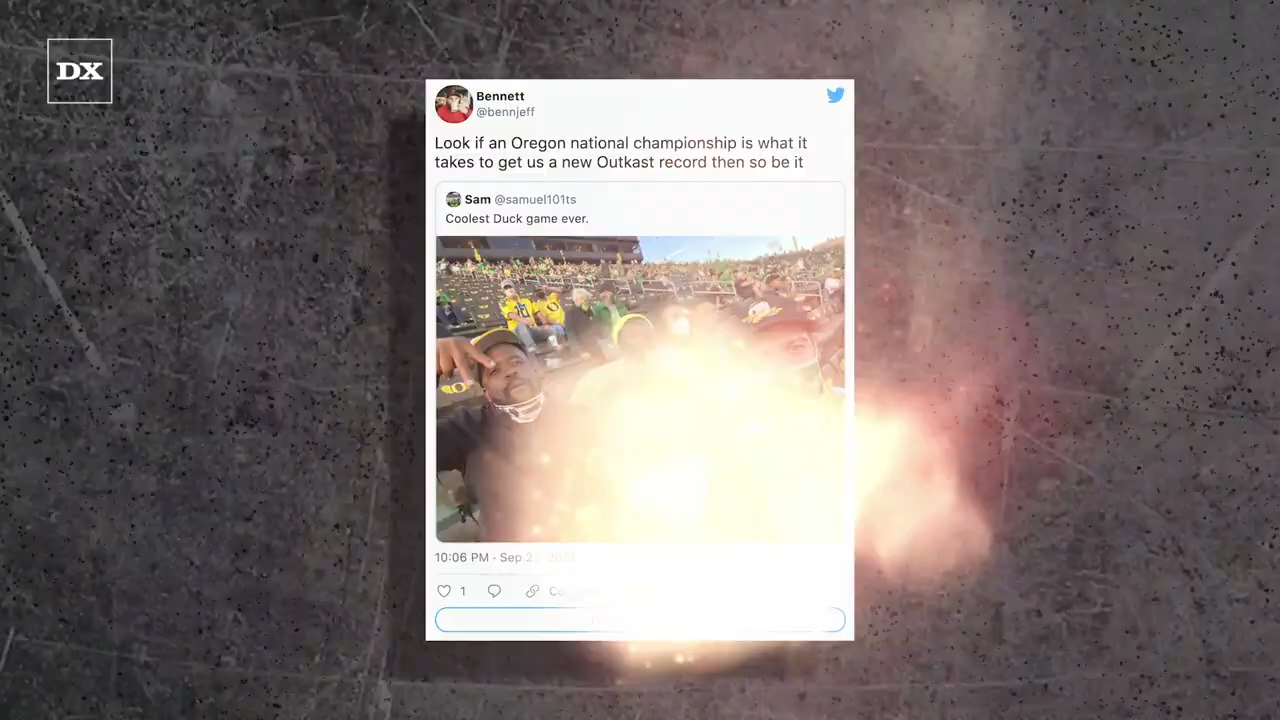 DX
Bennett
@bennjeff
Look if an Oregon national championship is what it
takes to get us a new Outkast record then so be it
Sam @samuel101ts
Coolest Duck game ever.
10:06 PM · Sep
1